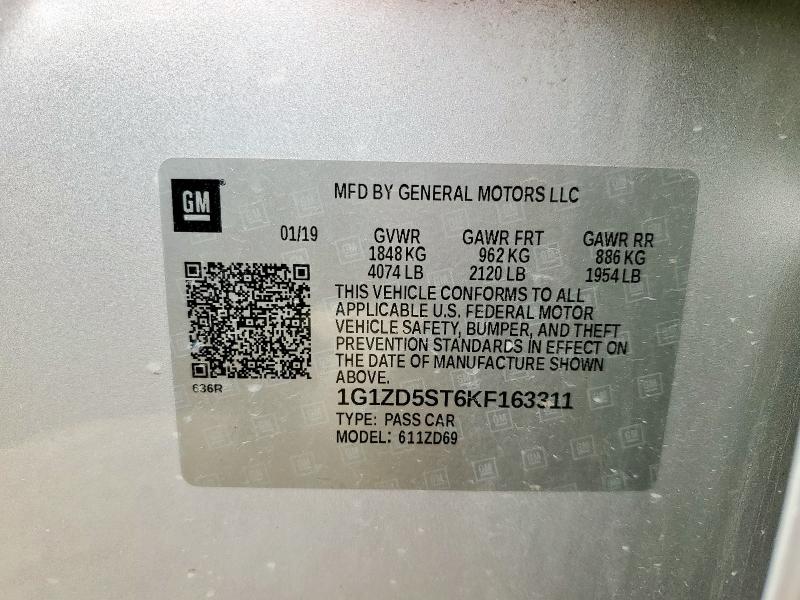 GM
MFD BY GENERAL MOTORS LLC
01/19 GVWR GAWR FRT GAWR RR
1848 KG 962 KG 886 KG
4074 LB 2120 LB 1954 LB
THIS VEHICLE CONFORMS TO ALL
APPLICABLE U.S. FEDERAL MOTOR
VEHICLE SAFETY, BUMPER, AND THEFT
PREVENTION STANDARDS IN EFFECT ON
THE DATE OF MANUFACTURE SHOWN
ABOVE.
636R
1G1ZD5ST6KF163311
TYPE: PASS CAR
MODEL: 611ZD69